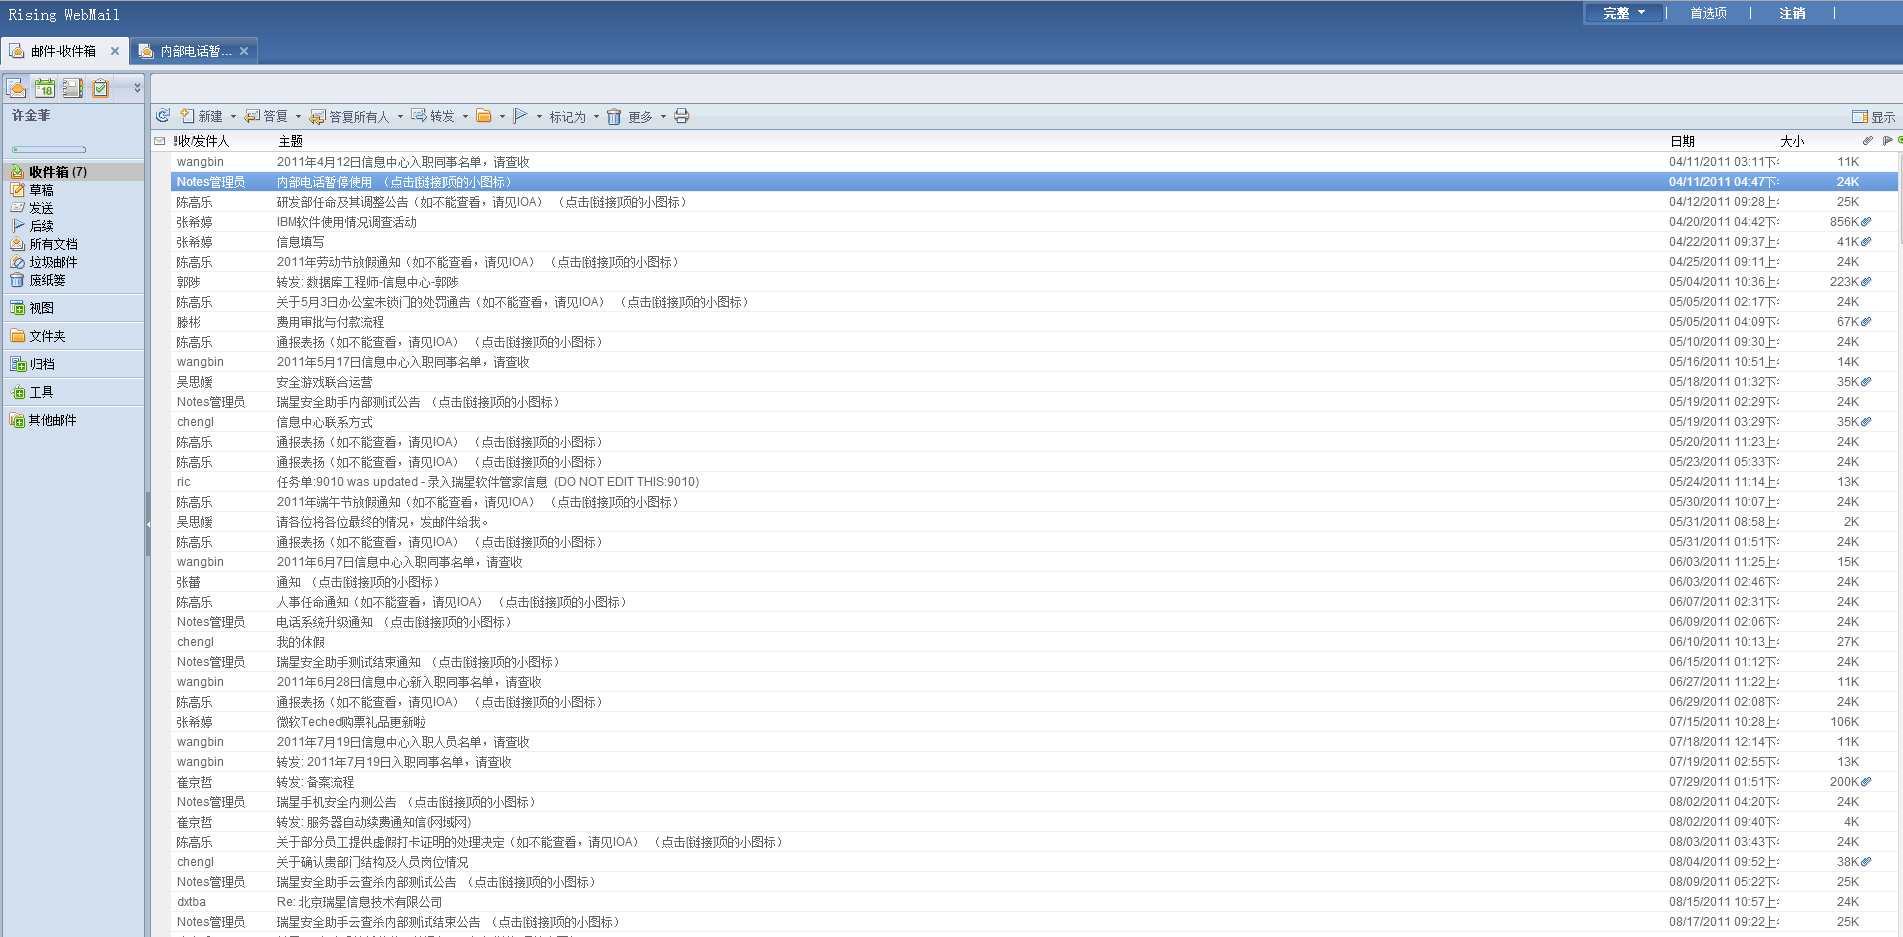 Rising WebMail
完整 首选项 注销
邮件-收件箱 内部电话暂...
18
许金菲
新建 答复 答复所有人 转发 标记为 更多 显示
!收/发件人 主题 日期 大小
收件箱 (7)
草稿
发送
后续
所有文档
垃圾邮件
废纸篓
视图
文件夹
归档
工具
其他邮件
wangbin 2011年4月12日信息中心入职同事名单，请查收 04/11/2011 03:11下 11K
Notes管理员 内部电话暂停使用 （点击[链接]项的小图标） 04/11/2011 04:47下 24K
陈高乐 研发部任命及其调整公告（如不能查看，请见IOA） （点击[链接]项的小图标） 04/12/2011 09:28上 25K
张希婷 IBM软件使用情况调查活动 04/20/2011 04:42下 856K
张希婷 信息填写 04/22/2011 09:37上 41K
陈高乐 2011年劳动节放假通知（如不能查看，请见IOA） （点击[链接]项的小图标） 04/25/2011 09:11上 24K
郭陟 转发: 数据库工程师-信息中心-郭陟 05/04/2011 10:36上 223K
陈高乐 关于5月3日办公室未锁门的处罚通告（如不能查看，请见IOA） （点击[链接]项的小图标） 05/05/2011 02:17下 24K
滕彬 费用审批与付款流程 05/05/2011 04:09下 67K
陈高乐 通报表扬（如不能查看，请见IOA） （点击[链接]项的小图标） 05/10/2011 09:30上 24K
wangbin 2011年5月17日信息中心入职同事名单，请查收 05/16/2011 10:51上 14K
吴思媛 安全游戏联合运营 05/18/2011 01:32下 35K
Notes管理员 瑞星安全助手内部测试公告 （点击[链接]项的小图标） 05/19/2011 02:29下 24K
chengl 信息中心联系方式 05/19/2011 03:29下 35K
陈高乐 通报表扬（如不能查看，请见IOA） （点击[链接]项的小图标） 05/20/2011 11:23上 24K
陈高乐 通报表扬（如不能查看，请见IOA） （点击[链接]项的小图标） 05/23/2011 05:33下 24K
ric 任务单:9010 was updated - 录入瑞星软件管家信息 (DO NOT EDIT THIS:9010) 05/24/2011 11:14上 13K
陈高乐 2011年端午节放假通知（如不能查看，请见IOA） （点击[链接]项的小图标） 05/30/2011 10:07上 24K
吴思媛 请各位将各位最终的情况，发邮件给我。 05/31/2011 08:58上 2K
陈高乐 通报表扬（如不能查看，请见IOA） （点击[链接]项的小图标） 05/31/2011 01:51下 24K
wangbin 2011年6月7日信息中心入职同事名单，请查收 06/03/2011 11:25上 15K
张蕾 通知 （点击[链接]项的小图标） 06/03/2011 02:46下 24K
陈高乐 人事任命通知（如不能查看，请见IOA） （点击[链接]项的小图标） 06/07/2011 02:31下 24K
Notes管理员 电话系统升级通知 （点击[链接]项的小图标） 06/09/2011 02:06下 24K
chengl 我的休假 06/10/2011 10:13上 27K
Notes管理员 瑞星安全助手测试结束通知 （点击[链接]项的小图标） 06/15/2011 01:12下 24K
wangbin 2011年6月28日信息中心新入职同事名单，请查收 06/27/2011 11:22上 11K
陈高乐 通报表扬（如不能查看，请见IOA） （点击[链接]项的小图标） 06/29/2011 02:08下 24K
张希婷 微软Teched购票礼品更新啦 07/15/2011 10:28上 106K
wangbin 2011年7月19日信息中心入职人员名单，请查收 07/18/2011 12:14下 11K
wangbin 转发: 2011年7月19日入职同事名单，请查收 07/19/2011 02:55下 13K
崔京哲 转发: 备案流程 07/29/2011 01:51下 200K
Notes管理员 瑞星手机安全内测公告 （点击[链接]项的小图标） 08/02/2011 04:20下 24K
崔京哲 转发: 服务器自动续费通知信(网域网) 08/02/2011 09:40下 4K
陈高乐 关于部分员工提供虚假打卡证明的处理决定（如不能查看，请见IOA） （点击[链接]项的小图标） 08/03/2011 03:43下 24K
chengl 关于确认贵部门结构及人员岗位情况 08/04/2011 09:52上 38K
Notes管理员 瑞星安全助手云查杀内部测试公告 （点击[链接]项的小图标） 08/09/2011 05:22下 25K
dxtba Re: 北京瑞星信息技术有限公司 08/15/2011 10:57上 24K
Notes管理员 瑞星安全助手云查杀内部测试结束公告 （点击[链接]项的小图标） 08/17/2011 09:22上 25K